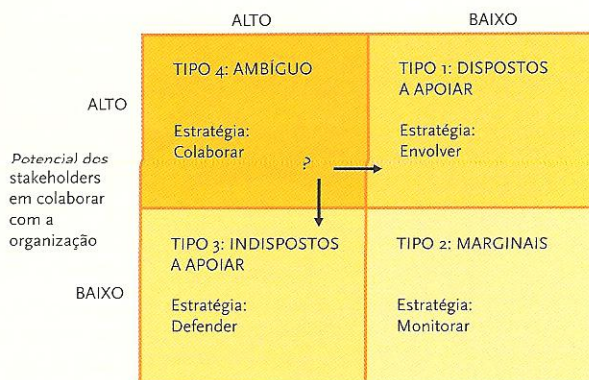 ALTO
BAIXO
ALTO
Potencial dos
stakeholders
em colaborar
com a
organização
BAIXO
TIPO 4: AMBÍGUO
Estratégia:
Colaborar
?
TIPO 1: DISPOSTOS
A APOIAR
Estratégia:
Envolver
TIPO 3: INDISPOSTOS
A APOIAR
Estratégia:
Defender
TIPO 2: MARGINAIS
Estratégia:
Monitorar